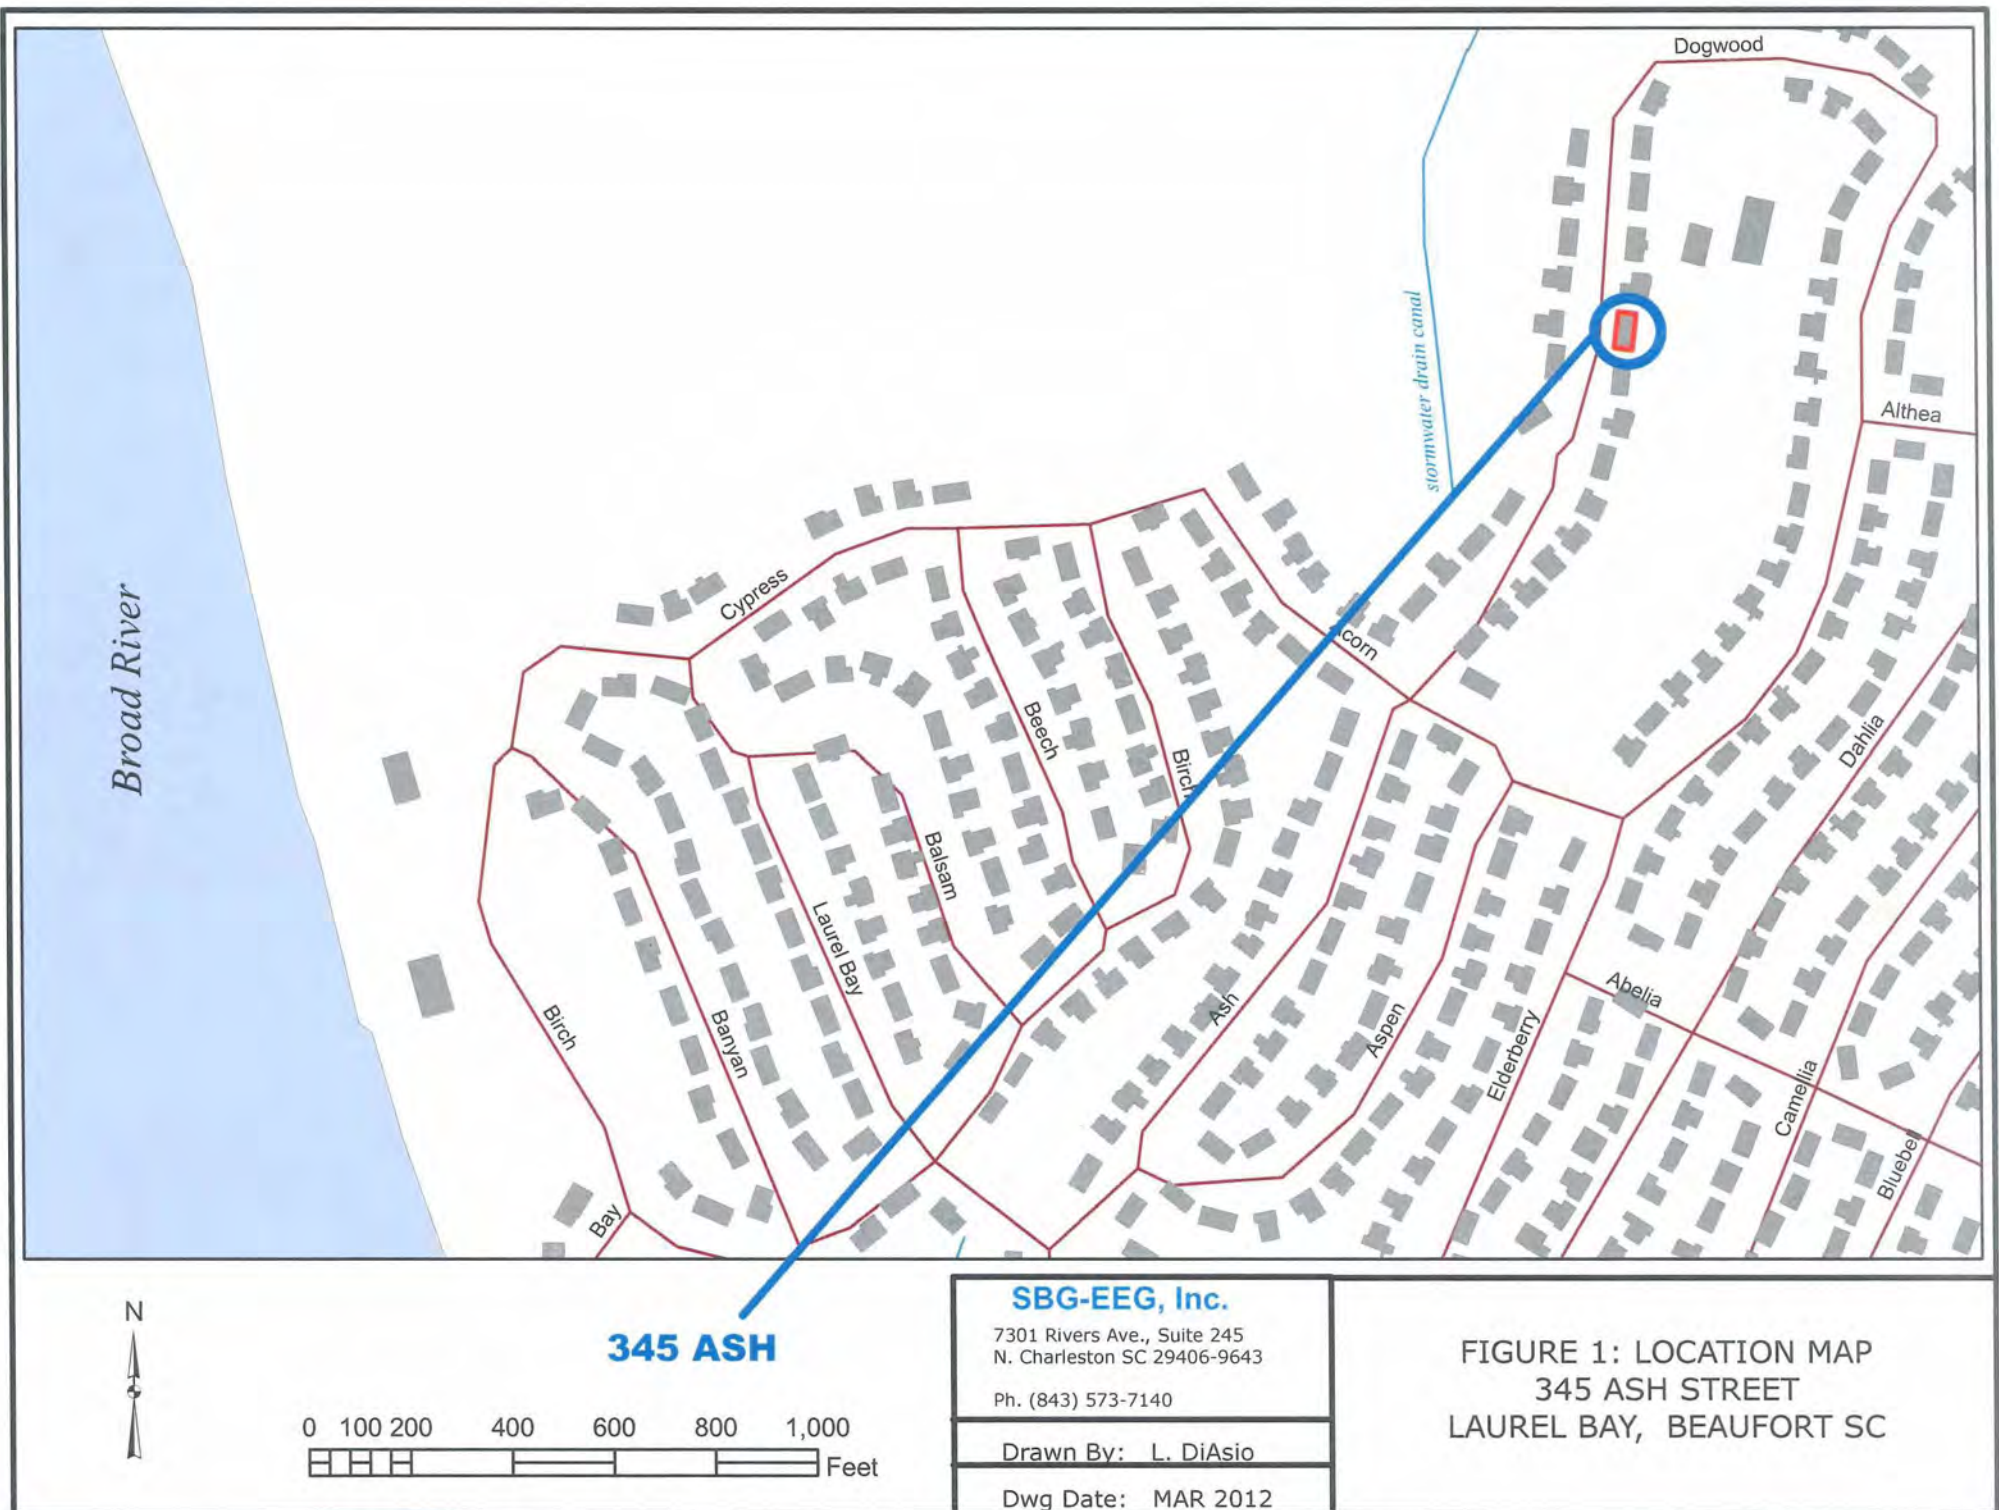 Dogwood
stormwater drain canal
Althea
Cypress
Acorn
Broad River
Beech
Birch
Dahlia
Balsam
Laurel Bay
Ash
Abelia
Birch
Banyan
Aspen
Elderberry
Camellia
Bluebell
Bay
N
345 ASH
0 100 200 400 600 800 1,000
Feet
SBG-EEG, Inc.
7301 Rivers Ave., Suite 245
N. Charleston SC 29406-9643
Ph. (843) 573-7140
Drawn By: L. DiAsio
Dwg Date: MAR 2012
FIGURE 1: LOCATION MAP
345 ASH STREET
LAUREL BAY, BEAUFORT SC